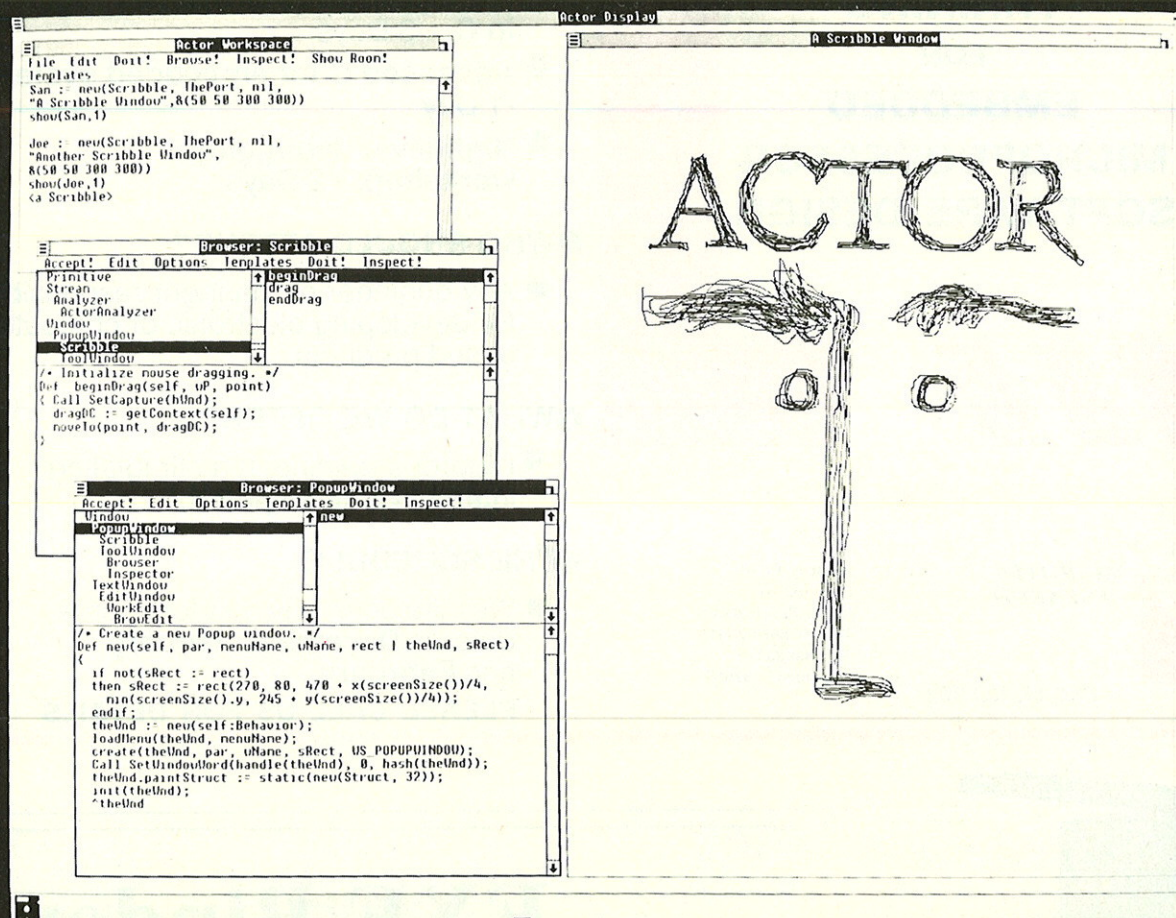 Actor Display
Actor Workspace
File Edit Doit! Browse! Inspect! Show Room!
Templates
Sam := new(Scribble, ThePort, nil,
"A Scribble Window",&(50 50 300 300))
show(Sam,1)
Joe := new(Scribble, ThePort, nil,
"Another Scribble Window",
&(50 50 300 300))
show(Joe,1)
<a Scribble>
Browser: Scribble
Accept! Edit Options Templates Doit! Inspect!
Primitive
Stream
Analyzer
ActorAnalyzer
Window
PopupWindow
Scribble
ToolWindow
beginDrag
drag
endDrag
/* Initialize mouse dragging. */
Def beginDrag(self, wP, point)
{ Call SetCapture(hWnd);
dragDC := getContext(self);
moveTo(point, dragDC);
}
Browser: PopupWindow
Accept! Edit Options Templates Doit! Inspect!
Window
PopupWindow
Scribble
ToolWindow
Browser
Inspector
TextWindow
EditWindow
WorkEdit
BrowEdit
new
/* Create a new Popup window. */
Def new(self, par, menuName, wName, rect | theWnd, sRect)
{
if not(sRect := rect)
then sRect := rect(270, 80, 470 + x(screenSize())/4,
min(screenSize().y, 245 + y(screenSize())/4));
endif;
theWnd := new(self:Behavior);
loadMenu(theWnd, menuName);
create(theWnd, par, wName, sRect, WS_POPUPWINDOW);
Call SetWindowWord(handle(theWnd), 0, hash(theWnd));
theWnd.paintStruct := static(new(Struct, 32));
init(theWnd);
^theWnd
A Scribble Window
ACTOR